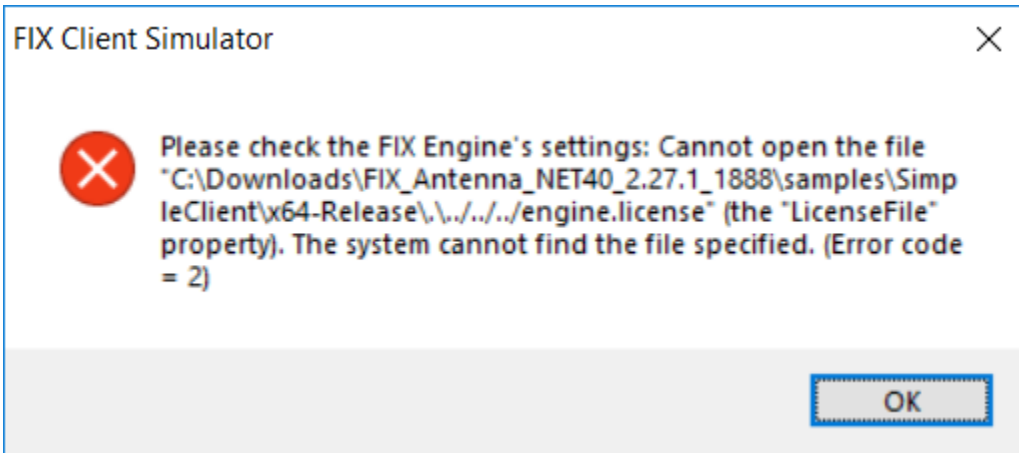 FIX Client Simulator
Please check the FIX Engine's settings: Cannot open the file
"C:\Downloads\FIX_Antenna_NET40_2.27.1_1888\samples\Simp
leClient\x64-Release\.\../../../engine.license" (the "LicenseFile"
property). The system cannot find the file specified. (Error code
= 2)
OK